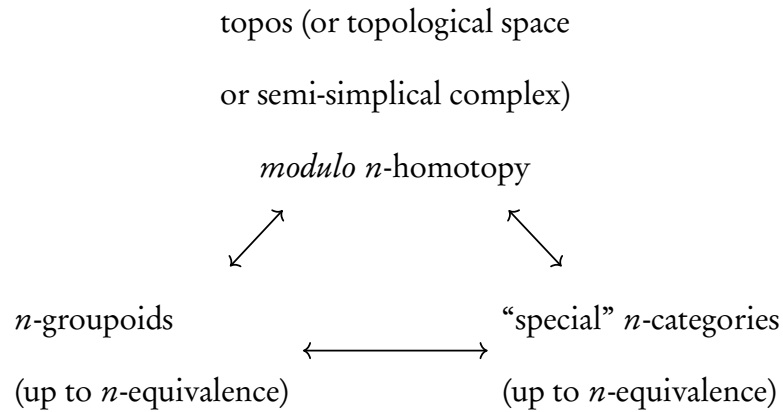 topos (or topological space
or semi-simplical complex)
modulo n-homotopy
n-groupoids
(up to n-equivalence)
“special” n-categories
(up to n-equivalence)